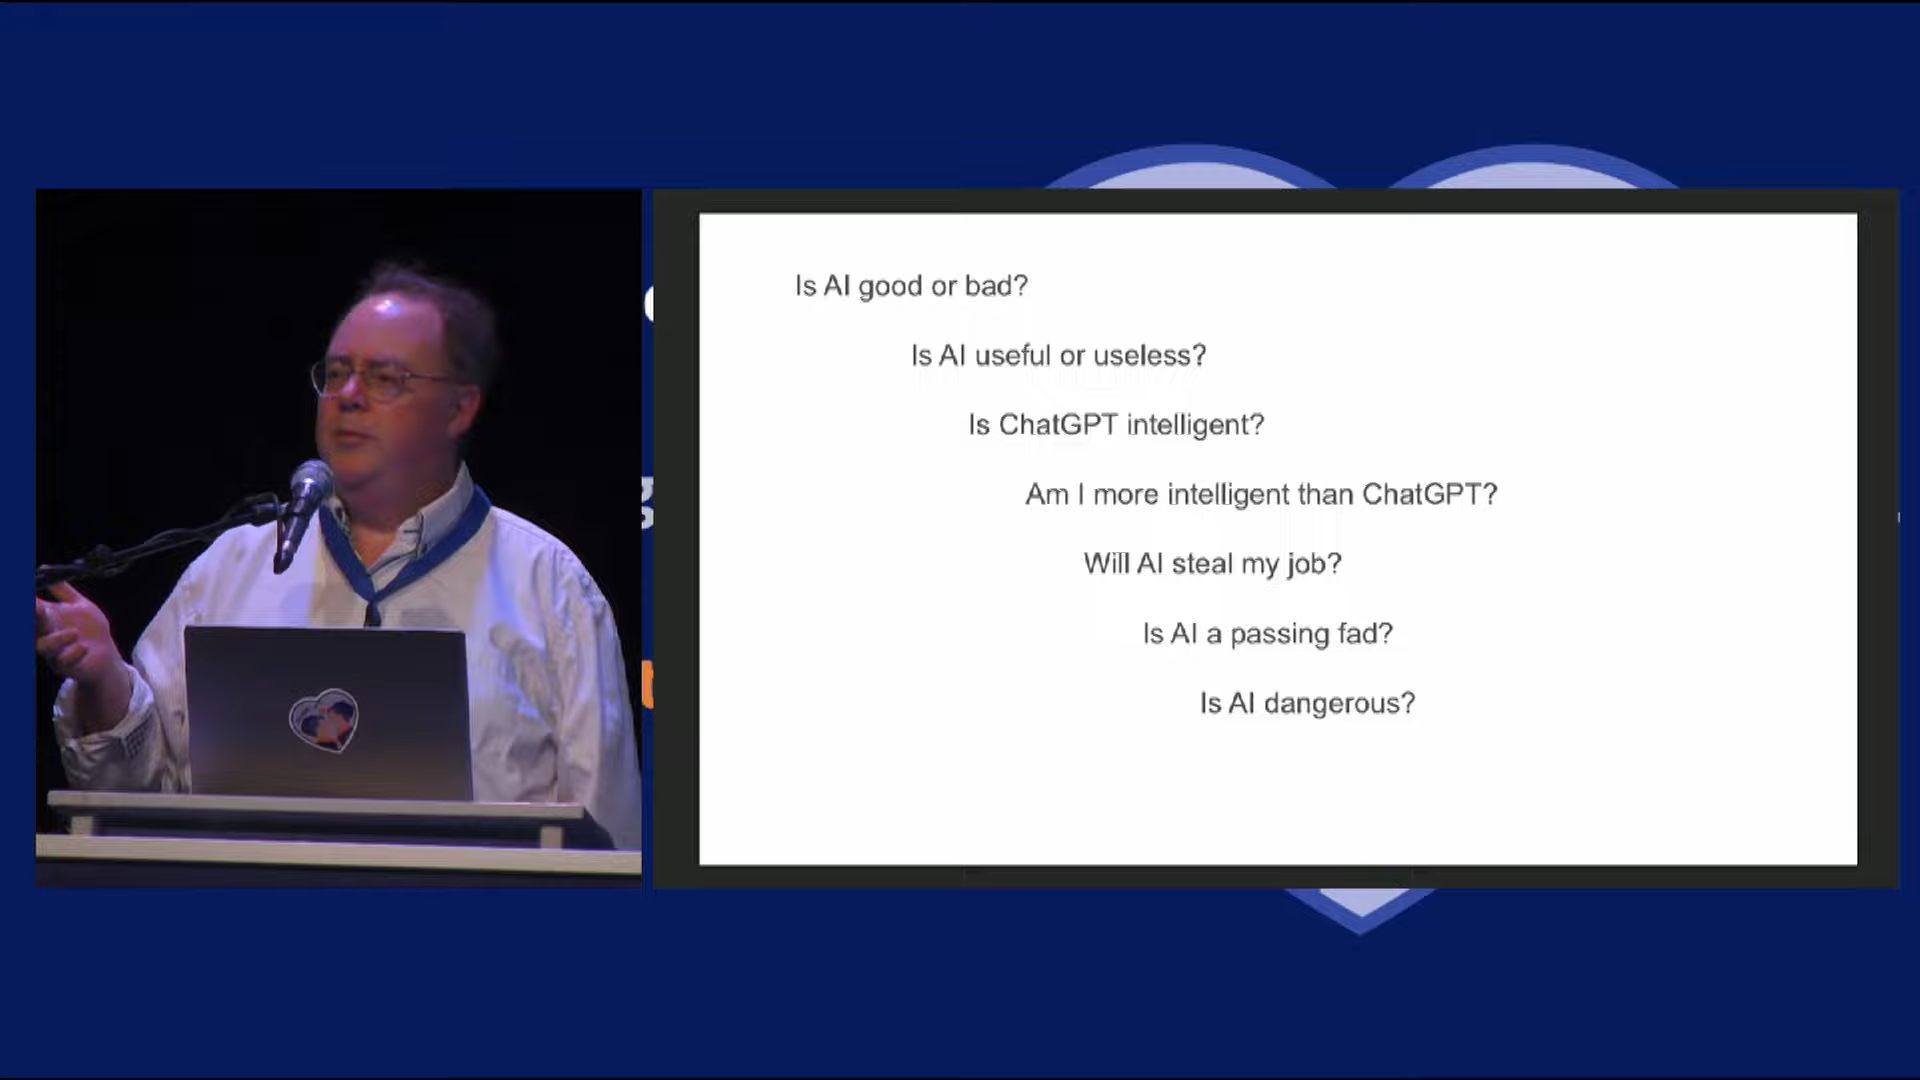 Is AI good or bad?
Is AI useful or useless?
Is ChatGPT intelligent?
Am I more intelligent than ChatGPT?
Will AI steal my job?
Is AI a passing fad?
Is AI dangerous?